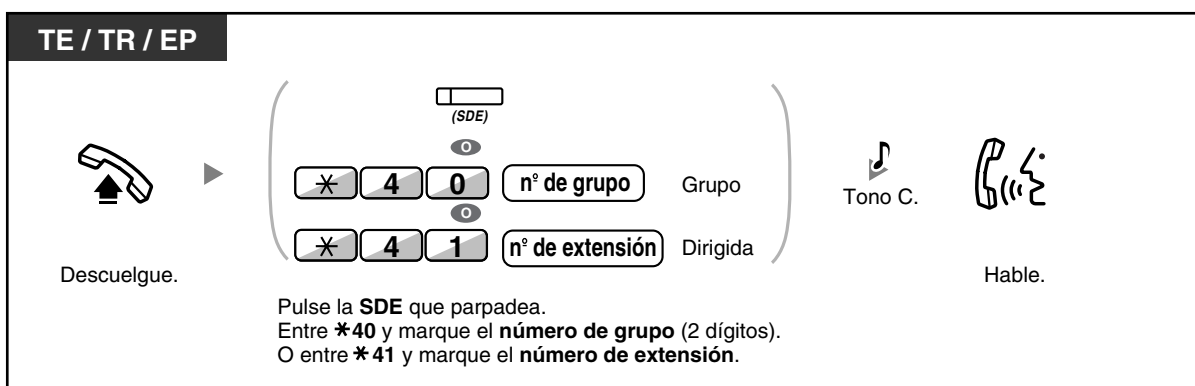 TE / TR / EP
(SDE)
O
* 4 0 nº de grupo Grupo
O
* 4 1 nº de extensión Dirigida
Tono C.
Descuelgue.
Hable.
Pulse la SDE que parpadea.
Entre *40 y marque el número de grupo (2 dígitos).
O entre *41 y marque el número de extensión.